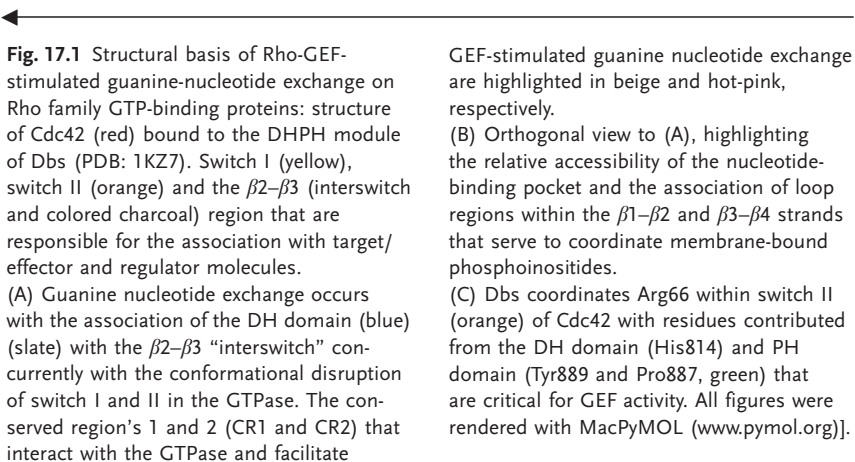 Fig. 17.1 Structural basis of Rho-GEF-
stimulated guanine-nucleotide exchange on
Rho family GTP-binding proteins: structure
of Cdc42 (red) bound to the DHPH module
of Dbs (PDB: 1KZ7). Switch I (yellow),
switch II (orange) and the β2–β3 (interswitch
and colored charcoal) region that are
responsible for the association with target/
effector and regulator molecules.
(A) Guanine nucleotide exchange occurs
with the association of the DH domain (blue)
(slate) with the β2–β3 “interswitch” con-
currently with the conformational disruption
of switch I and II in the GTPase. The con-
served region’s 1 and 2 (CR1 and CR2) that
interact with the GTPase and facilitate
GEF-stimulated guanine nucleotide exchange
are highlighted in beige and hot-pink,
respectively.
(B) Orthogonal view to (A), highlighting
the relative accessibility of the nucleotide-
binding pocket and the association of loop
regions within the β1–β2 and β3–β4 strands
that serve to coordinate membrane-bound
phosphoinositides.
(C) Dbs coordinates Arg66 within switch II
(orange) of Cdc42 with residues contributed
from the DH domain (His814) and PH
domain (Tyr889 and Pro887, green) that
are critical for GEF activity. All figures were
rendered with MacPyMOL (www.pymol.org)].